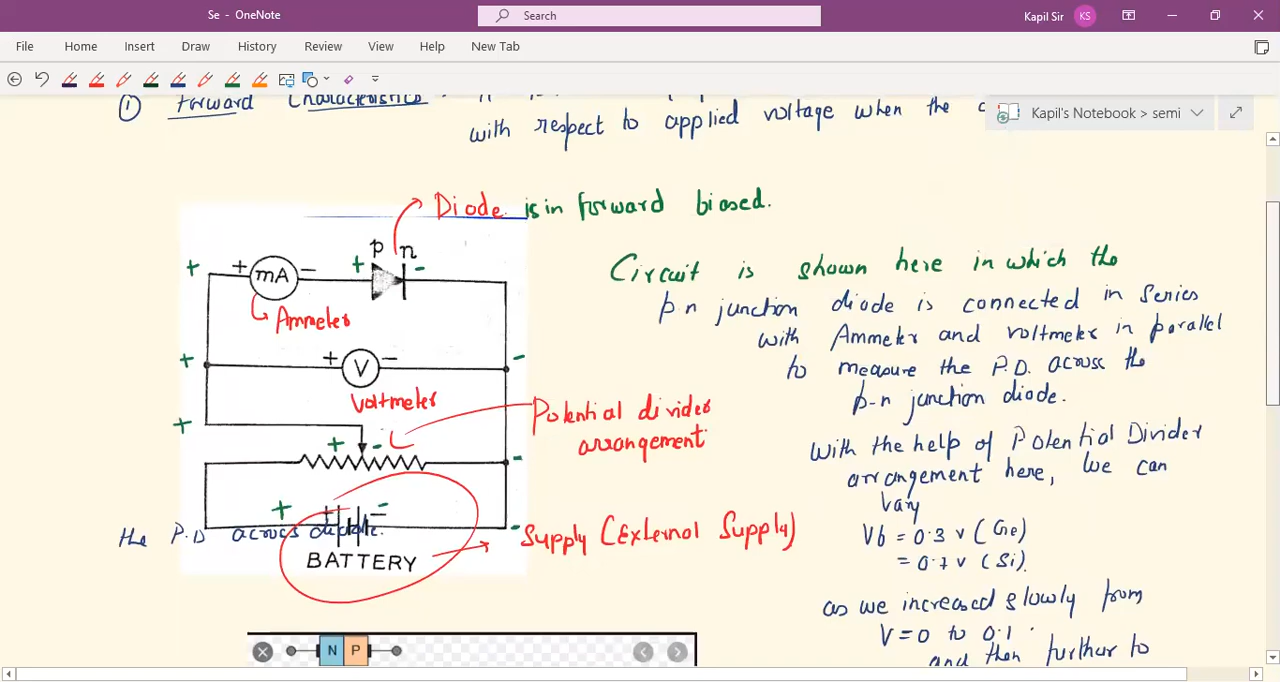 Se - OneNote
Search
Kapil Sir
KS
File Home Insert Draw History Review View Help New Tab
Kapil's Notebook > semi
① Forward Characteristics
with respect to applied voltage when the
Diode is in forward biased.
p n
+ + mA - + -
Ammeter
+ + V - -
Voltmeter
Potential divider
arrangement
+ + - -
+ + - - -
BATTERY
Supply (External Supply)
the P.D across diode.
Circuit is shown here in which the
p-n junction diode is connected in Series
with Ammeter and voltmeter in parallel
to measure the P.D. across the
p-n junction diode.
with the help of Potential Divider
arrangement here, we can
vary
Vb = 0.3 v (Ge)
= 0.7 v (Si).
as we increased slowly from
V = 0 to 0.1
and then further to
N P